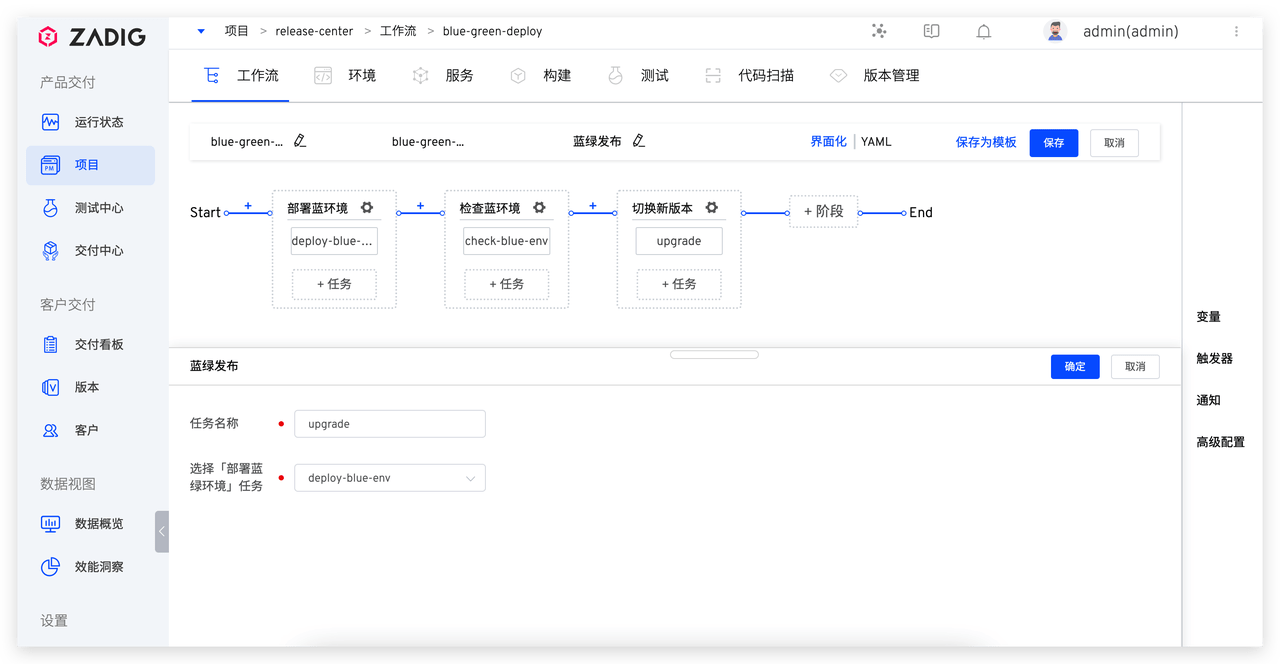 ZADIG
项目 > release-center > 工作流 > blue-green-deploy
admin(admin)
产品交付
运行状态
项目
测试中心
交付中心
客户交付
交付看板
版本
客户
数据视图
数据概览
效能洞察
设置
工作流 环境 服务 构建 测试 代码扫描 版本管理
blue-green-... blue-green-... 蓝绿发布 界面化 YAML 保存为模板 保存 取消
Start
+ + +
部署蓝环境 检查蓝环境 切换新版本
deploy-blue-... check-blue-env upgrade
+ 任务 + 任务 + 任务
+ 阶段
End
蓝绿发布
确定 取消
任务名称
upgrade
选择「部署蓝
绿环境」任务
deploy-blue-env
变量
触发器
通知
高级配置